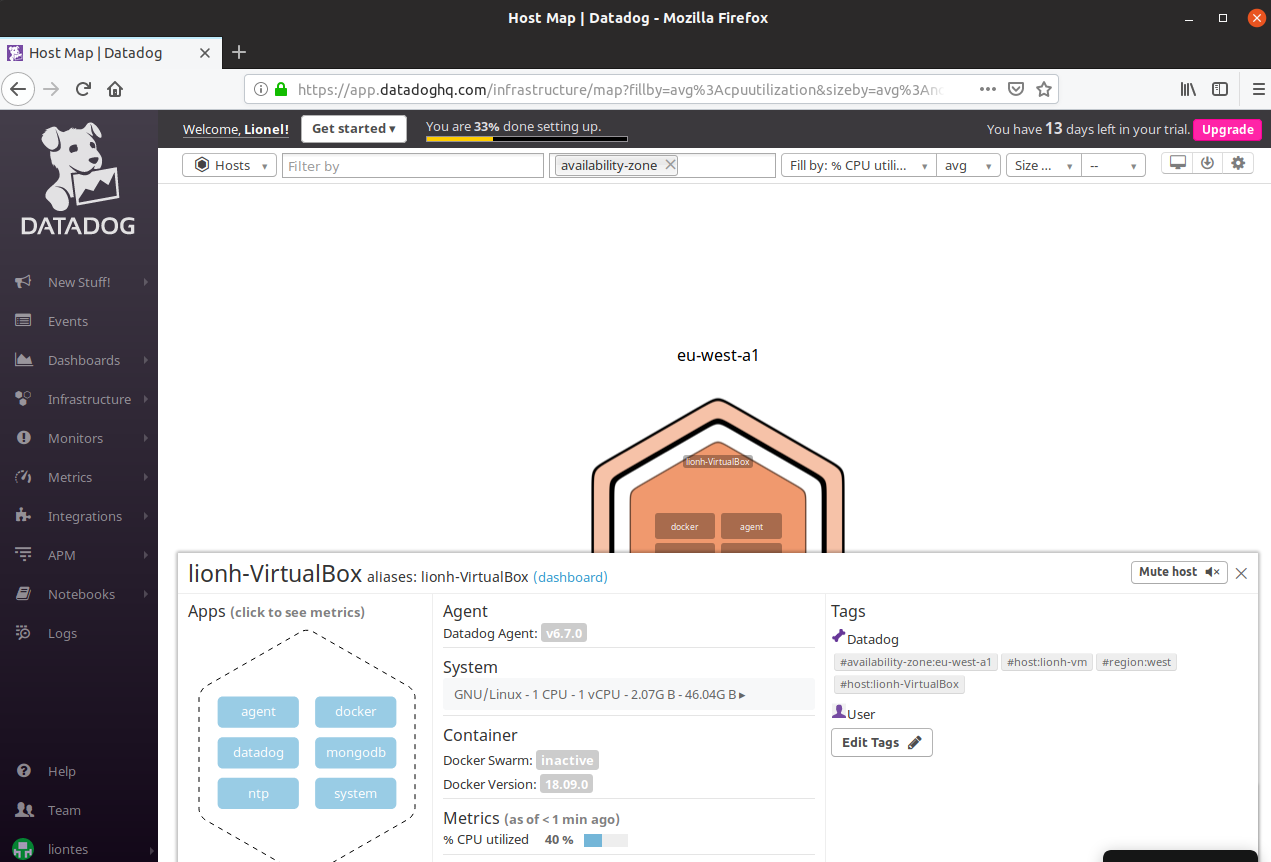 Host Map | Datadog - Mozilla Firefox
Host Map | Datadog
https://app.datadoghq.com/infrastructure/map?fillby=avg%3Acpuutilization&sizeby=avg%3An
Welcome, Lionel!
Get started ▾
You are 33% done setting up.
You have 13 days left in your trial.
Upgrade
Hosts
Filter by
availability-zone
Fill by: % CPU utili...
avg
Size ...
--
DATADOG
New Stuff!
Events
Dashboards
Infrastructure
Monitors
Metrics
Integrations
APM
Notebooks
Logs
Help
Team
liontes
eu-west-a1
lionh-VirtualBox
docker
agent
lionh-VirtualBox aliases: lionh-VirtualBox (dashboard)
Mute host
Apps (click to see metrics)
agent
docker
datadog
mongodb
ntp
system
Agent
Datadog Agent: v6.7.0
System
GNU/Linux - 1 CPU - 1 vCPU - 2.07G B - 46.04G B ▸
Container
Docker Swarm: inactive
Docker Version: 18.09.0
Metrics (as of < 1 min ago)
% CPU utilized 40 %
Tags
Datadog
#availability-zone:eu-west-a1
#host:lionh-vm
#region:west
#host:lionh-VirtualBox
User
Edit Tags